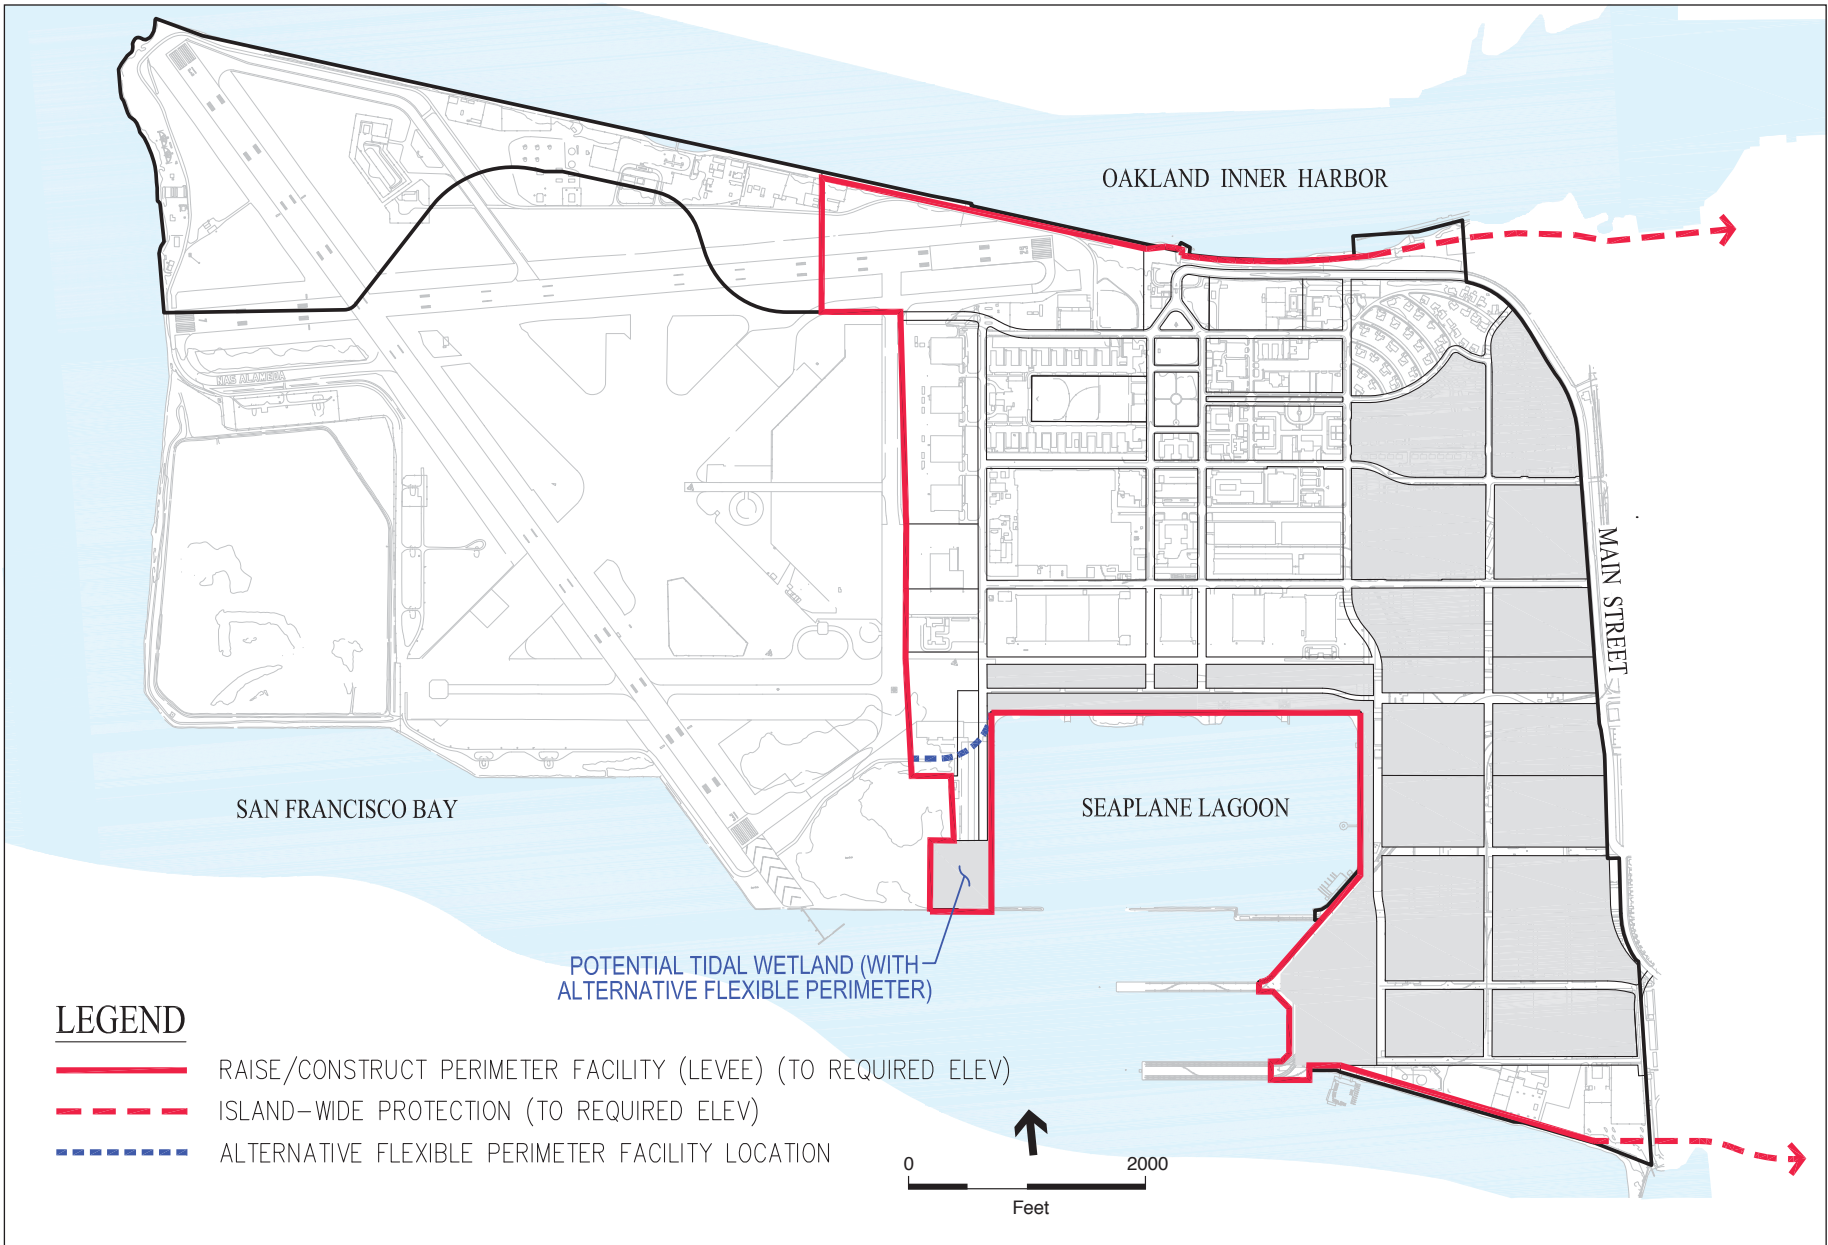 OAKLAND INNER HARBOR
NAS ALAMEDA
MAIN STREET
SAN FRANCISCO BAY
SEAPLANE LAGOON
POTENTIAL TIDAL WETLAND (WITH
ALTERNATIVE FLEXIBLE PERIMETER)
LEGEND
RAISE/CONSTRUCT PERIMETER FACILITY (LEVEE) (TO REQUIRED ELEV)
ISLAND-WIDE PROTECTION (TO REQUIRED ELEV)
ALTERNATIVE FLEXIBLE PERIMETER FACILITY LOCATION
0 2000
Feet